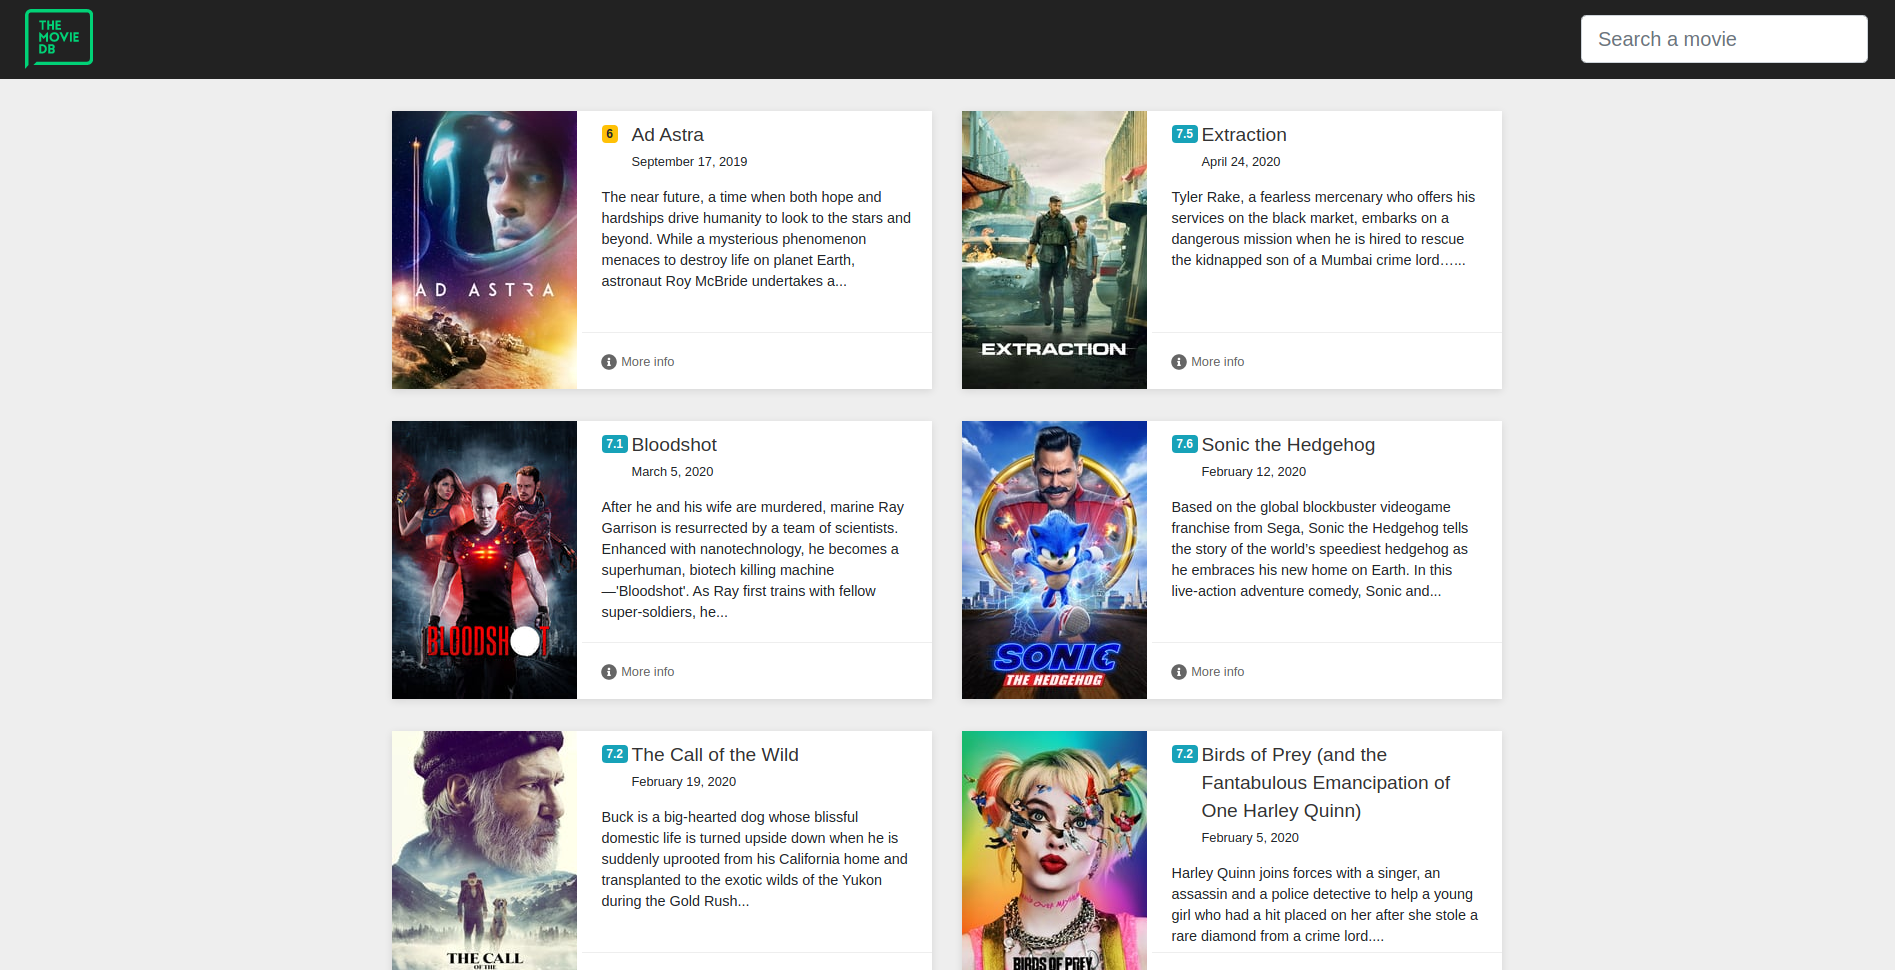 THE
MOVIE
DB
Search a movie
AD ASTRA
6 Ad Astra
September 17, 2019
The near future, a time when both hope and
hardships drive humanity to look to the stars and
beyond. While a mysterious phenomenon
menaces to destroy life on planet Earth,
astronaut Roy McBride undertakes a...
More info
EXTRACTION
7.5 Extraction
April 24, 2020
Tyler Rake, a fearless mercenary who offers his
services on the black market, embarks on a
dangerous mission when he is hired to rescue
the kidnapped son of a Mumbai crime lord…...
More info
BLOODSHOT
7.1 Bloodshot
March 5, 2020
After he and his wife are murdered, marine Ray
Garrison is resurrected by a team of scientists.
Enhanced with nanotechnology, he becomes a
superhuman, biotech killing machine
—'Bloodshot'. As Ray first trains with fellow
super-soldiers, he...
More info
SONIC
THE HEDGEHOG
7.6 Sonic the Hedgehog
February 12, 2020
Based on the global blockbuster videogame
franchise from Sega, Sonic the Hedgehog tells
the story of the world’s speediest hedgehog as
he embraces his new home on Earth. In this
live-action adventure comedy, Sonic and...
More info
THE CALL
OF THE
7.2 The Call of the Wild
February 19, 2020
Buck is a big-hearted dog whose blissful
domestic life is turned upside down when he is
suddenly uprooted from his California home and
transplanted to the exotic wilds of the Yukon
during the Gold Rush...
BIRDS OF PREY
7.2 Birds of Prey (and the
Fantabulous Emancipation of
One Harley Quinn)
February 5, 2020
Harley Quinn joins forces with a singer, an
assassin and a police detective to help a young
girl who had a hit placed on her after she stole a
rare diamond from a crime lord....